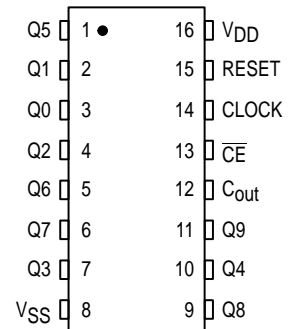 Q5 1 16 VDD
Q1 2 15 RESET
Q0 3 14 CLOCK
Q2 4 13 C̅E̅
Q6 5 12 Cout
Q7 6 11 Q9
Q3 7 10 Q4
VSS 8 9 Q8